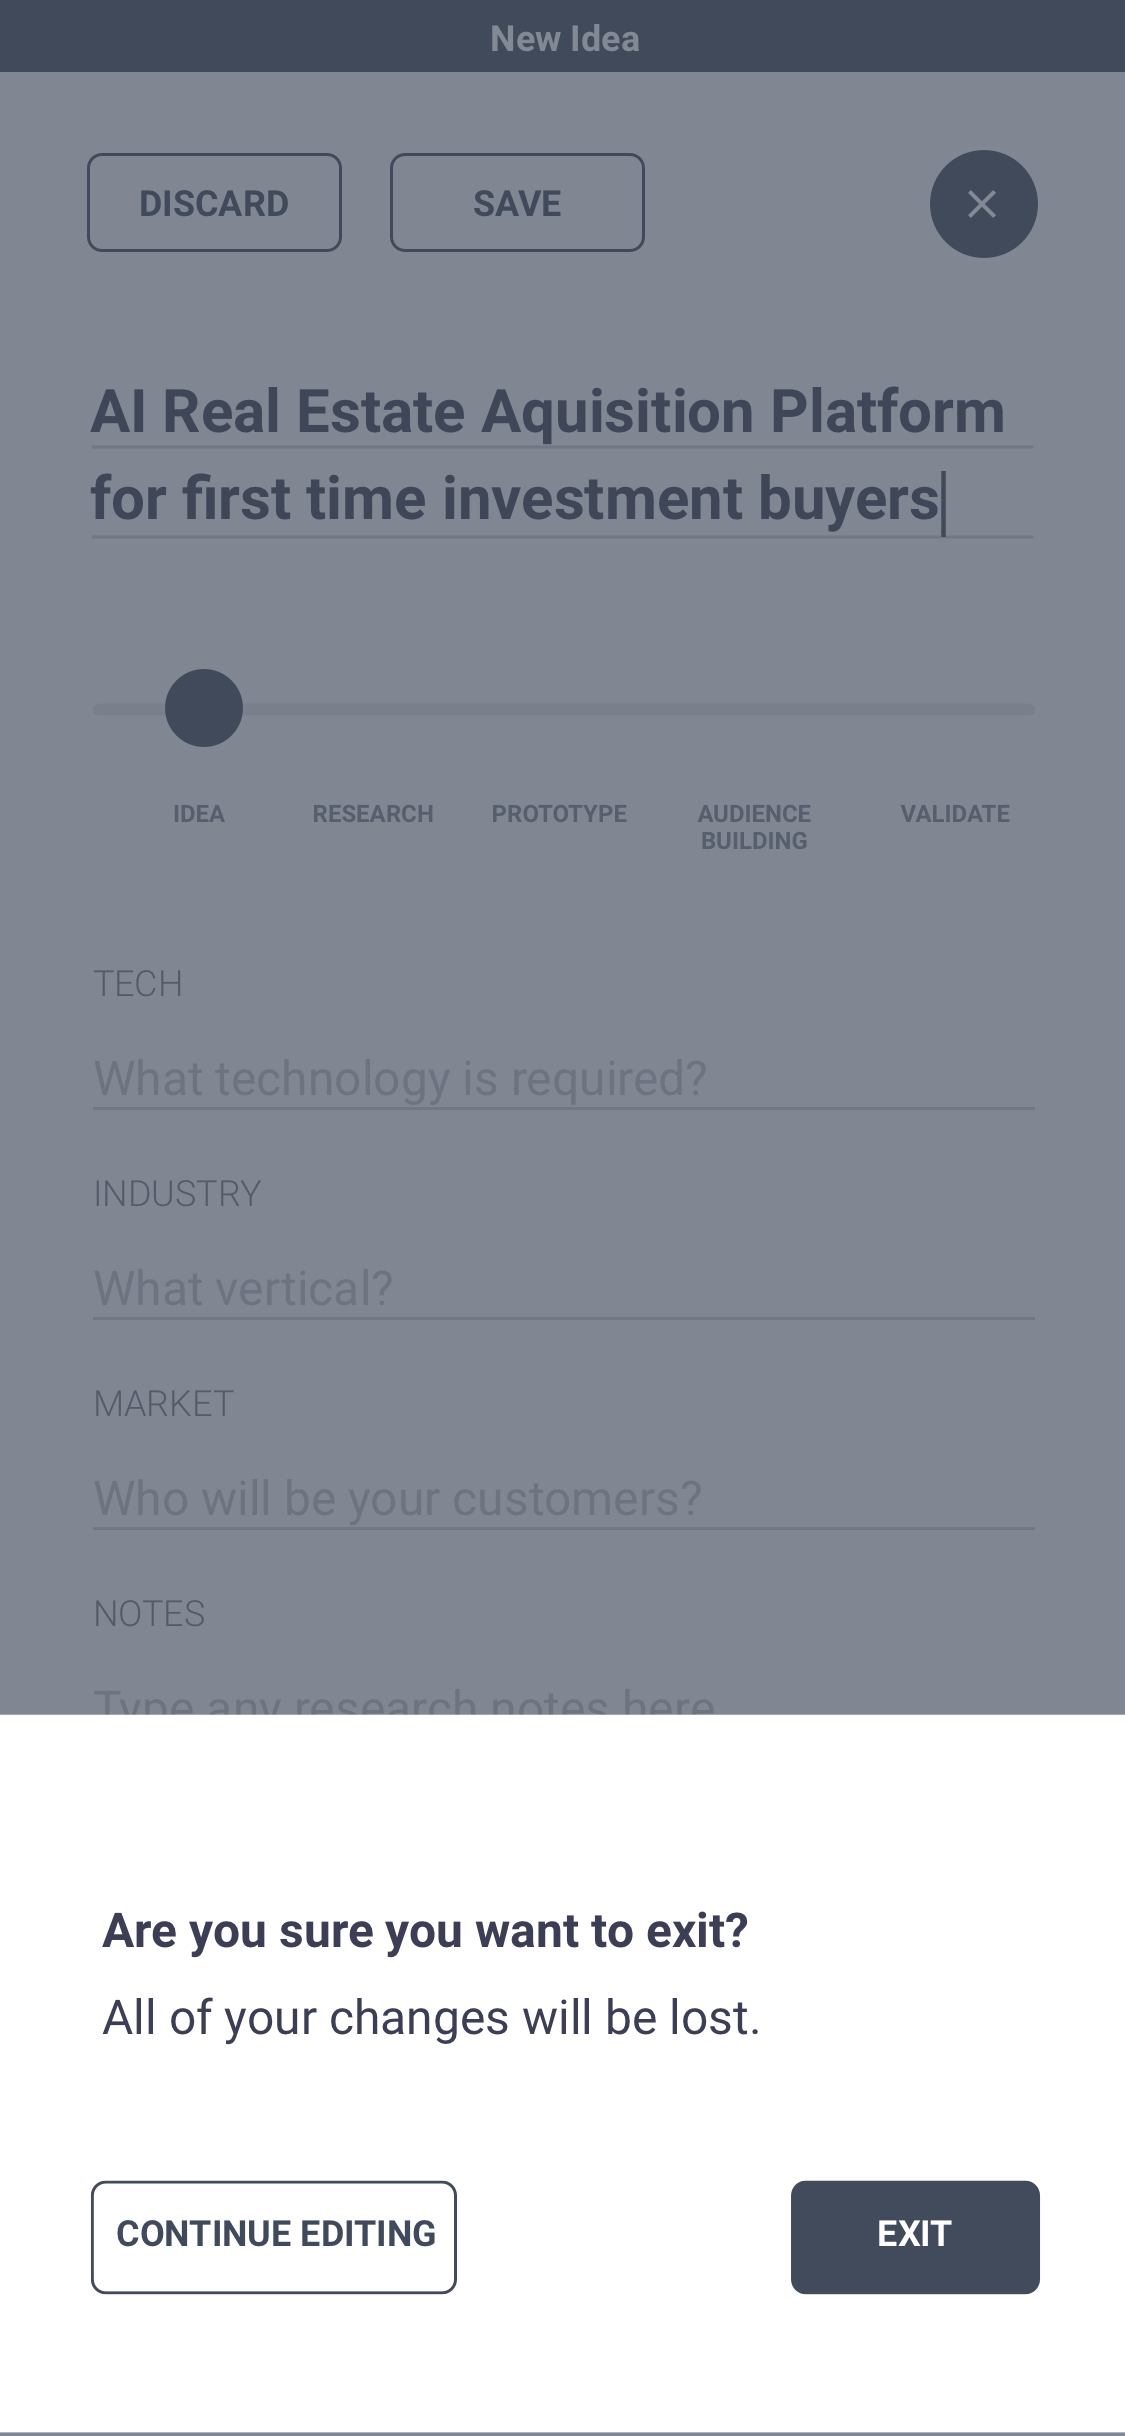 New Idea
DISCARD
SAVE
AI Real Estate Aquisition Platform
for first time investment buyers
IDEA
RESEARCH
PROTOTYPE
AUDIENCE
BUILDING
VALIDATE
TECH
What technology is required?
INDUSTRY
What vertical?
MARKET
Who will be your customers?
NOTES
Type any research notes here
Are you sure you want to exit?
All of your changes will be lost.
CONTINUE EDITING
EXIT